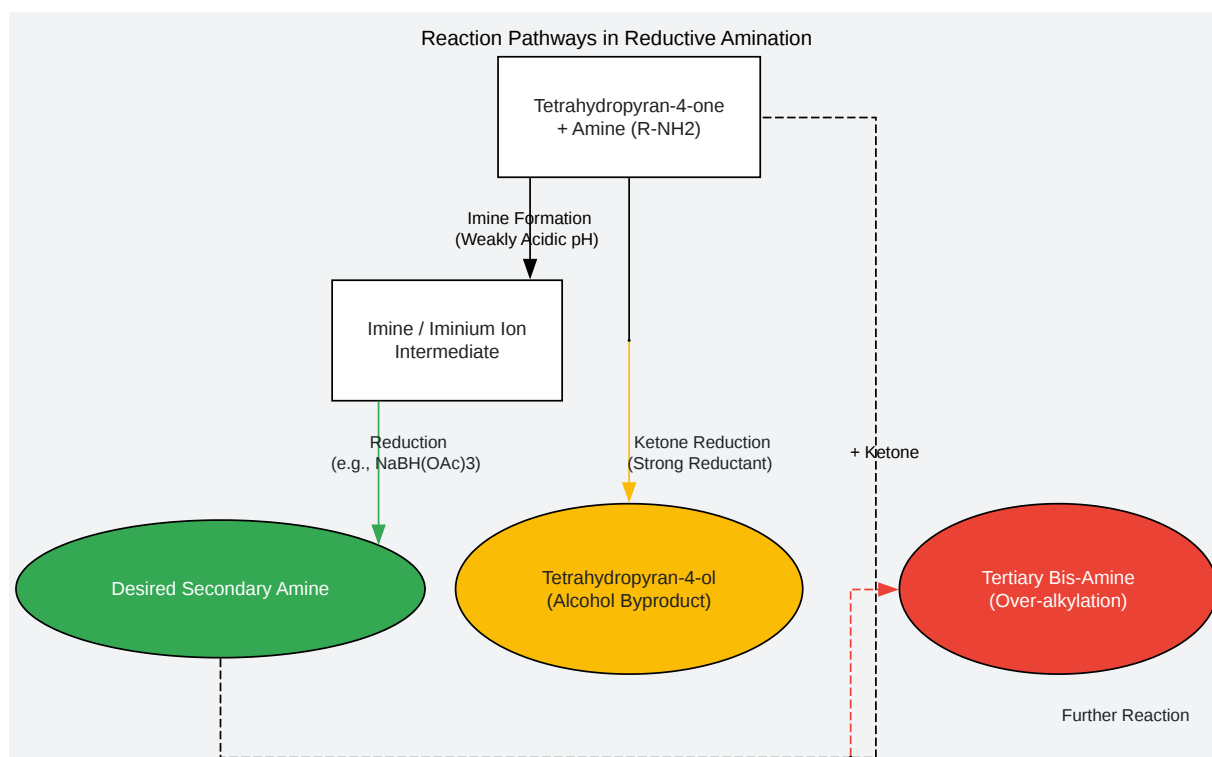 Reaction Pathways in Reductive Amination
Tetrahydropyran-4-one
+ Amine (R-NH2)
Imine Formation
(Weakly Acidic pH)
Imine / Iminium Ion
Intermediate
Reduction
(e.g., NaBH(OAc)3)
Ketone Reduction
(Strong Reductant)
+ Ketone
Desired Secondary Amine
Tetrahydropyran-4-ol
(Alcohol Byproduct)
Tertiary Bis-Amine
(Over-alkylation)
Further Reaction